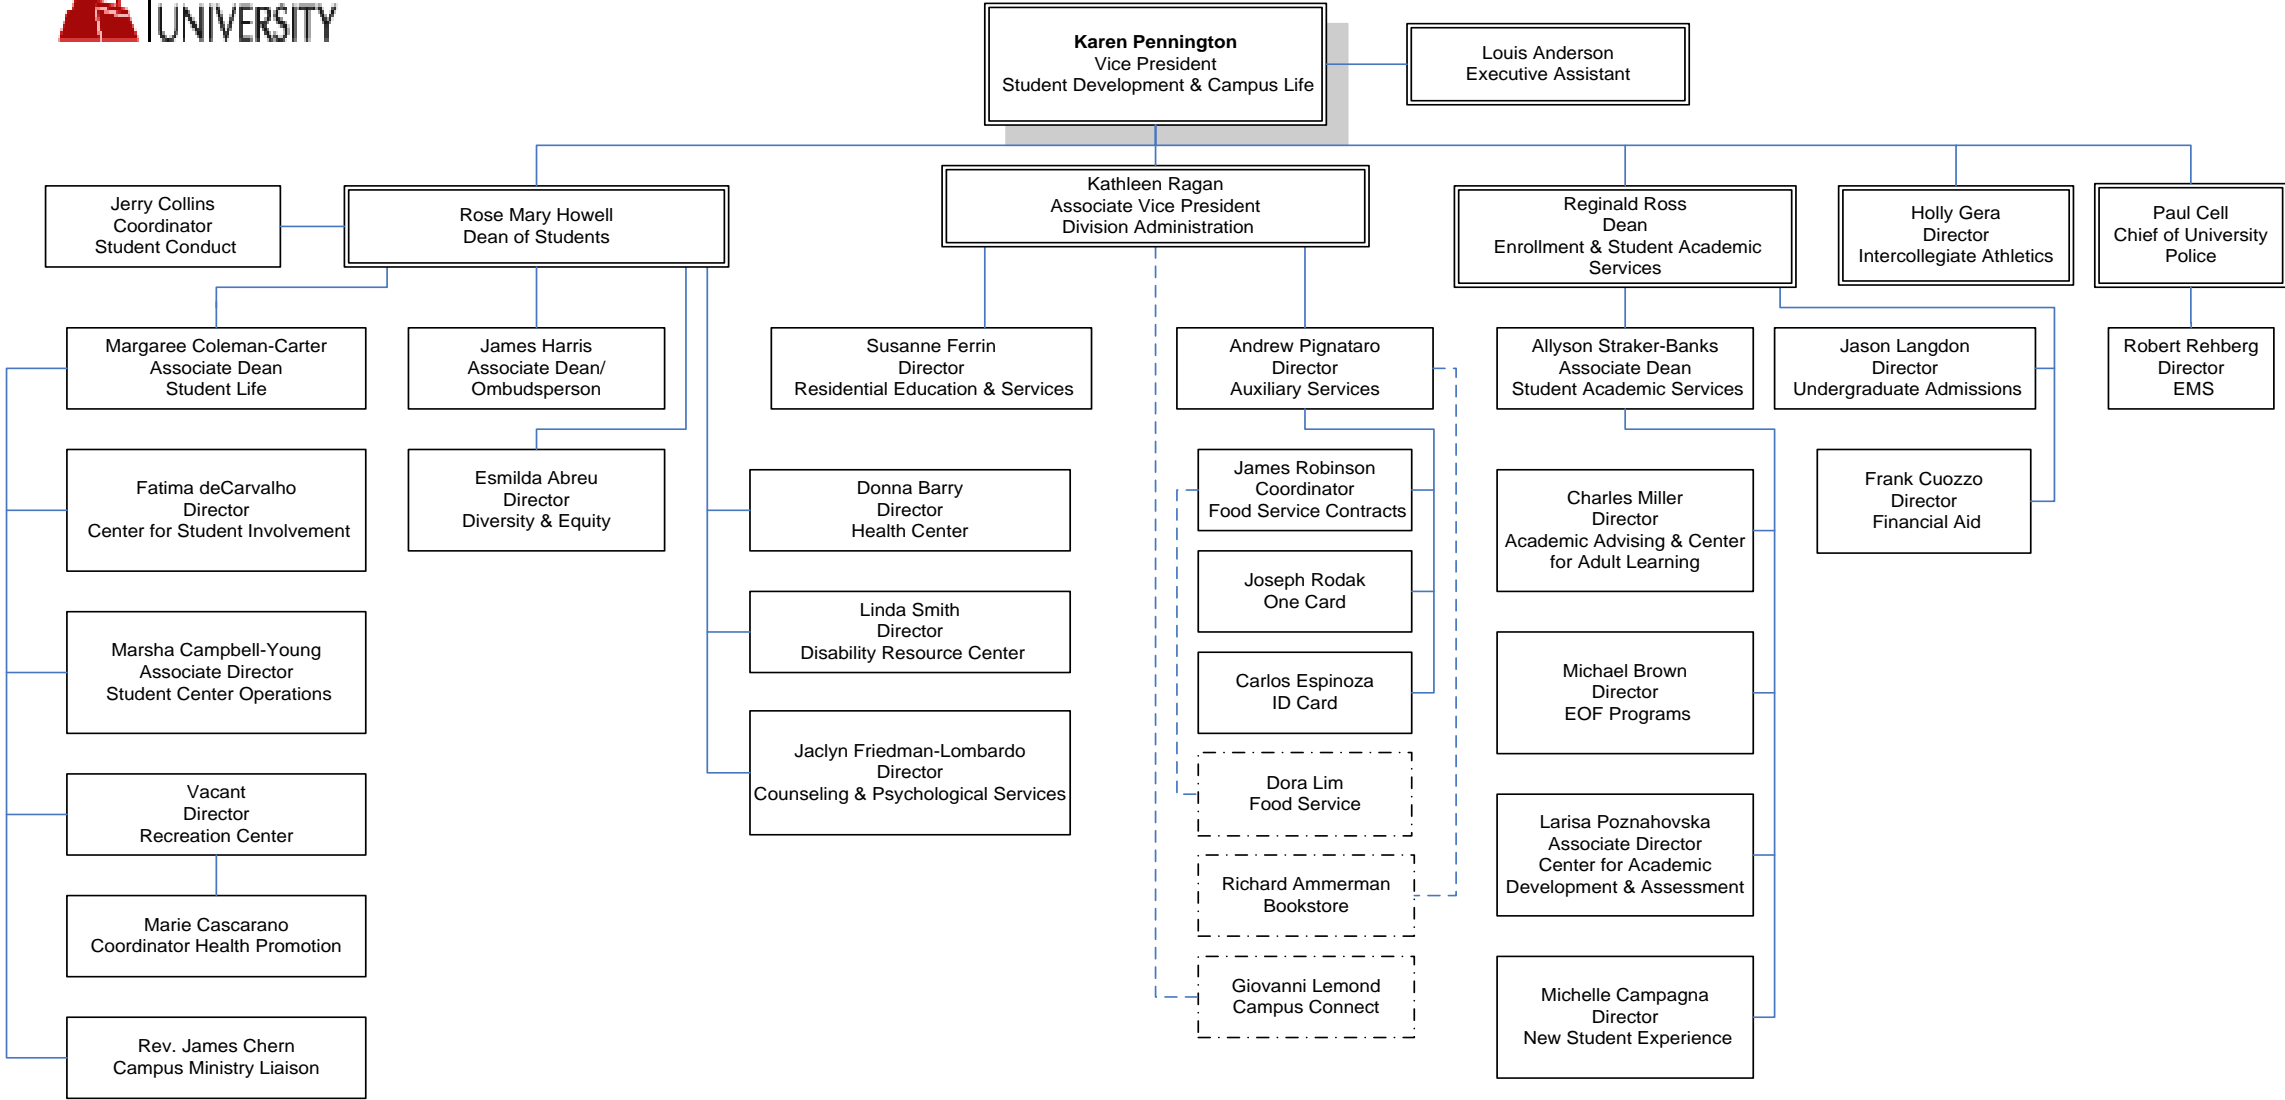 UNIVERSITY
Karen Pennington
Vice President
Student Development & Campus Life
Louis Anderson
Executive Assistant
Jerry Collins
Coordinator
Student Conduct
Rose Mary Howell
Dean of Students
Kathleen Ragan
Associate Vice President
Division Administration
Reginald Ross
Dean
Enrollment & Student Academic
Services
Holly Gera
Director
Intercollegiate Athletics
Paul Cell
Chief of University
Police
Margaree Coleman-Carter
Associate Dean
Student Life
James Harris
Associate Dean/
Ombudsperson
Susanne Ferrin
Director
Residential Education & Services
Andrew Pignataro
Director
Auxiliary Services
Allyson Straker-Banks
Associate Dean
Student Academic Services
Jason Langdon
Director
Undergraduate Admissions
Robert Rehberg
Director
EMS
Fatima deCarvalho
Director
Center for Student Involvement
Esmilda Abreu
Director
Diversity & Equity
Donna Barry
Director
Health Center
James Robinson
Coordinator
Food Service Contracts
Charles Miller
Director
Academic Advising & Center
for Adult Learning
Frank Cuozzo
Director
Financial Aid
Joseph Rodak
One Card
Marsha Campbell-Young
Associate Director
Student Center Operations
Linda Smith
Director
Disability Resource Center
Carlos Espinoza
ID Card
Michael Brown
Director
EOF Programs
Jaclyn Friedman-Lombardo
Director
Counseling & Psychological Services
Vacant
Director
Recreation Center
Dora Lim
Food Service
Larisa Poznahovska
Associate Director
Center for Academic
Development & Assessment
Richard Ammerman
Bookstore
Marie Cascarano
Coordinator Health Promotion
Giovanni Lemond
Campus Connect
Michelle Campagna
Director
New Student Experience
Rev. James Chern
Campus Ministry Liaison